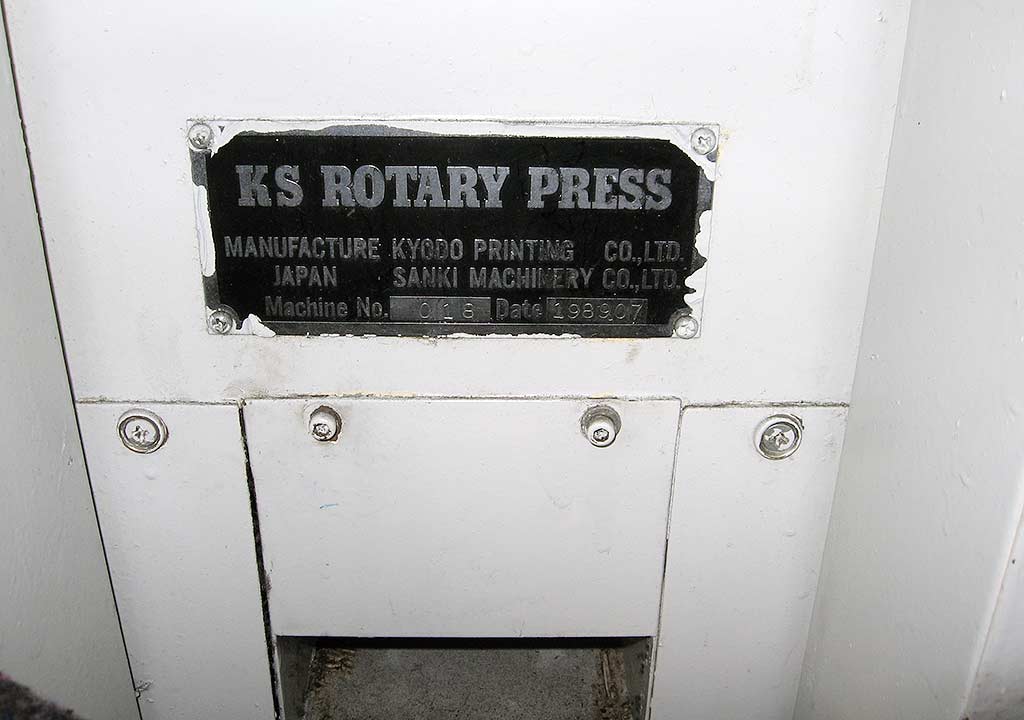 KS ROTARY PRESS
MANUFACTURE KYODO PRINTING CO.,LTD.
JAPAN SANKI MACHINERY CO.,LTD.
Machine No. 018 Date 198907